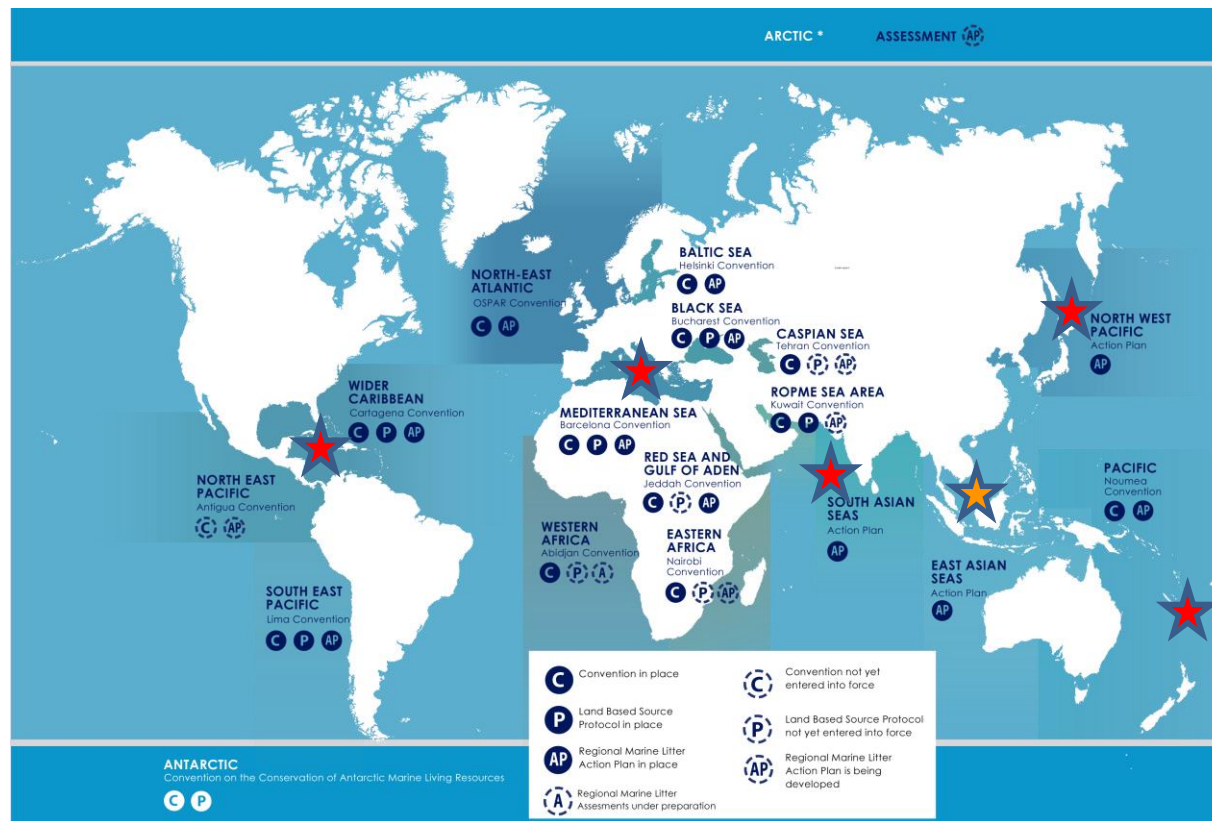 ARCTIC *
ASSESSMENT AP
BALTIC SEA
Helsinki Convention
C AP
NORTH-EAST
ATLANTIC
OSPAR Convention
C AP
BLACK SEA
Bucharest Convention
C P AP
CASPIAN SEA
Tehran Convention
C P AP
NORTH WEST
PACIFIC
Action Plan
AP
WIDER
CARIBBEAN
Cartagena Convention
C P AP
MEDITERRANEAN SEA
Barcelona Convention
C P AP
ROPME SEA AREA
Kuwait Convention
C P AP
NORTH EAST
PACIFIC
Antigua Convention
C AP
RED SEA AND
GULF OF ADEN
Jeddah Convention
C P AP
SOUTH ASIAN
SEAS
Action Plan
AP
PACIFIC
Noumea
Convention
C AP
WESTERN
AFRICA
Abidjan Convention
C P A
EASTERN
AFRICA
Nairobi
Convention
C P AP
EAST ASIAN
SEAS
Action Plan
AP
SOUTH EAST
PACIFIC
Lima Convention
C P AP
C Convention in place
P Land Based Source
Protocol in place
AP Regional Marine Litter
Action Plan in place
A Regional Marine Litter
Assesments under preparation
C Convention not yet
entered into force
P Land Based Source Protocol
not yet entered into force
AP Regional Marine Litter
Action Plan is being
developed
ANTARCTIC
Convention on the Conservation of Antarctic Marine Living Resources
C P